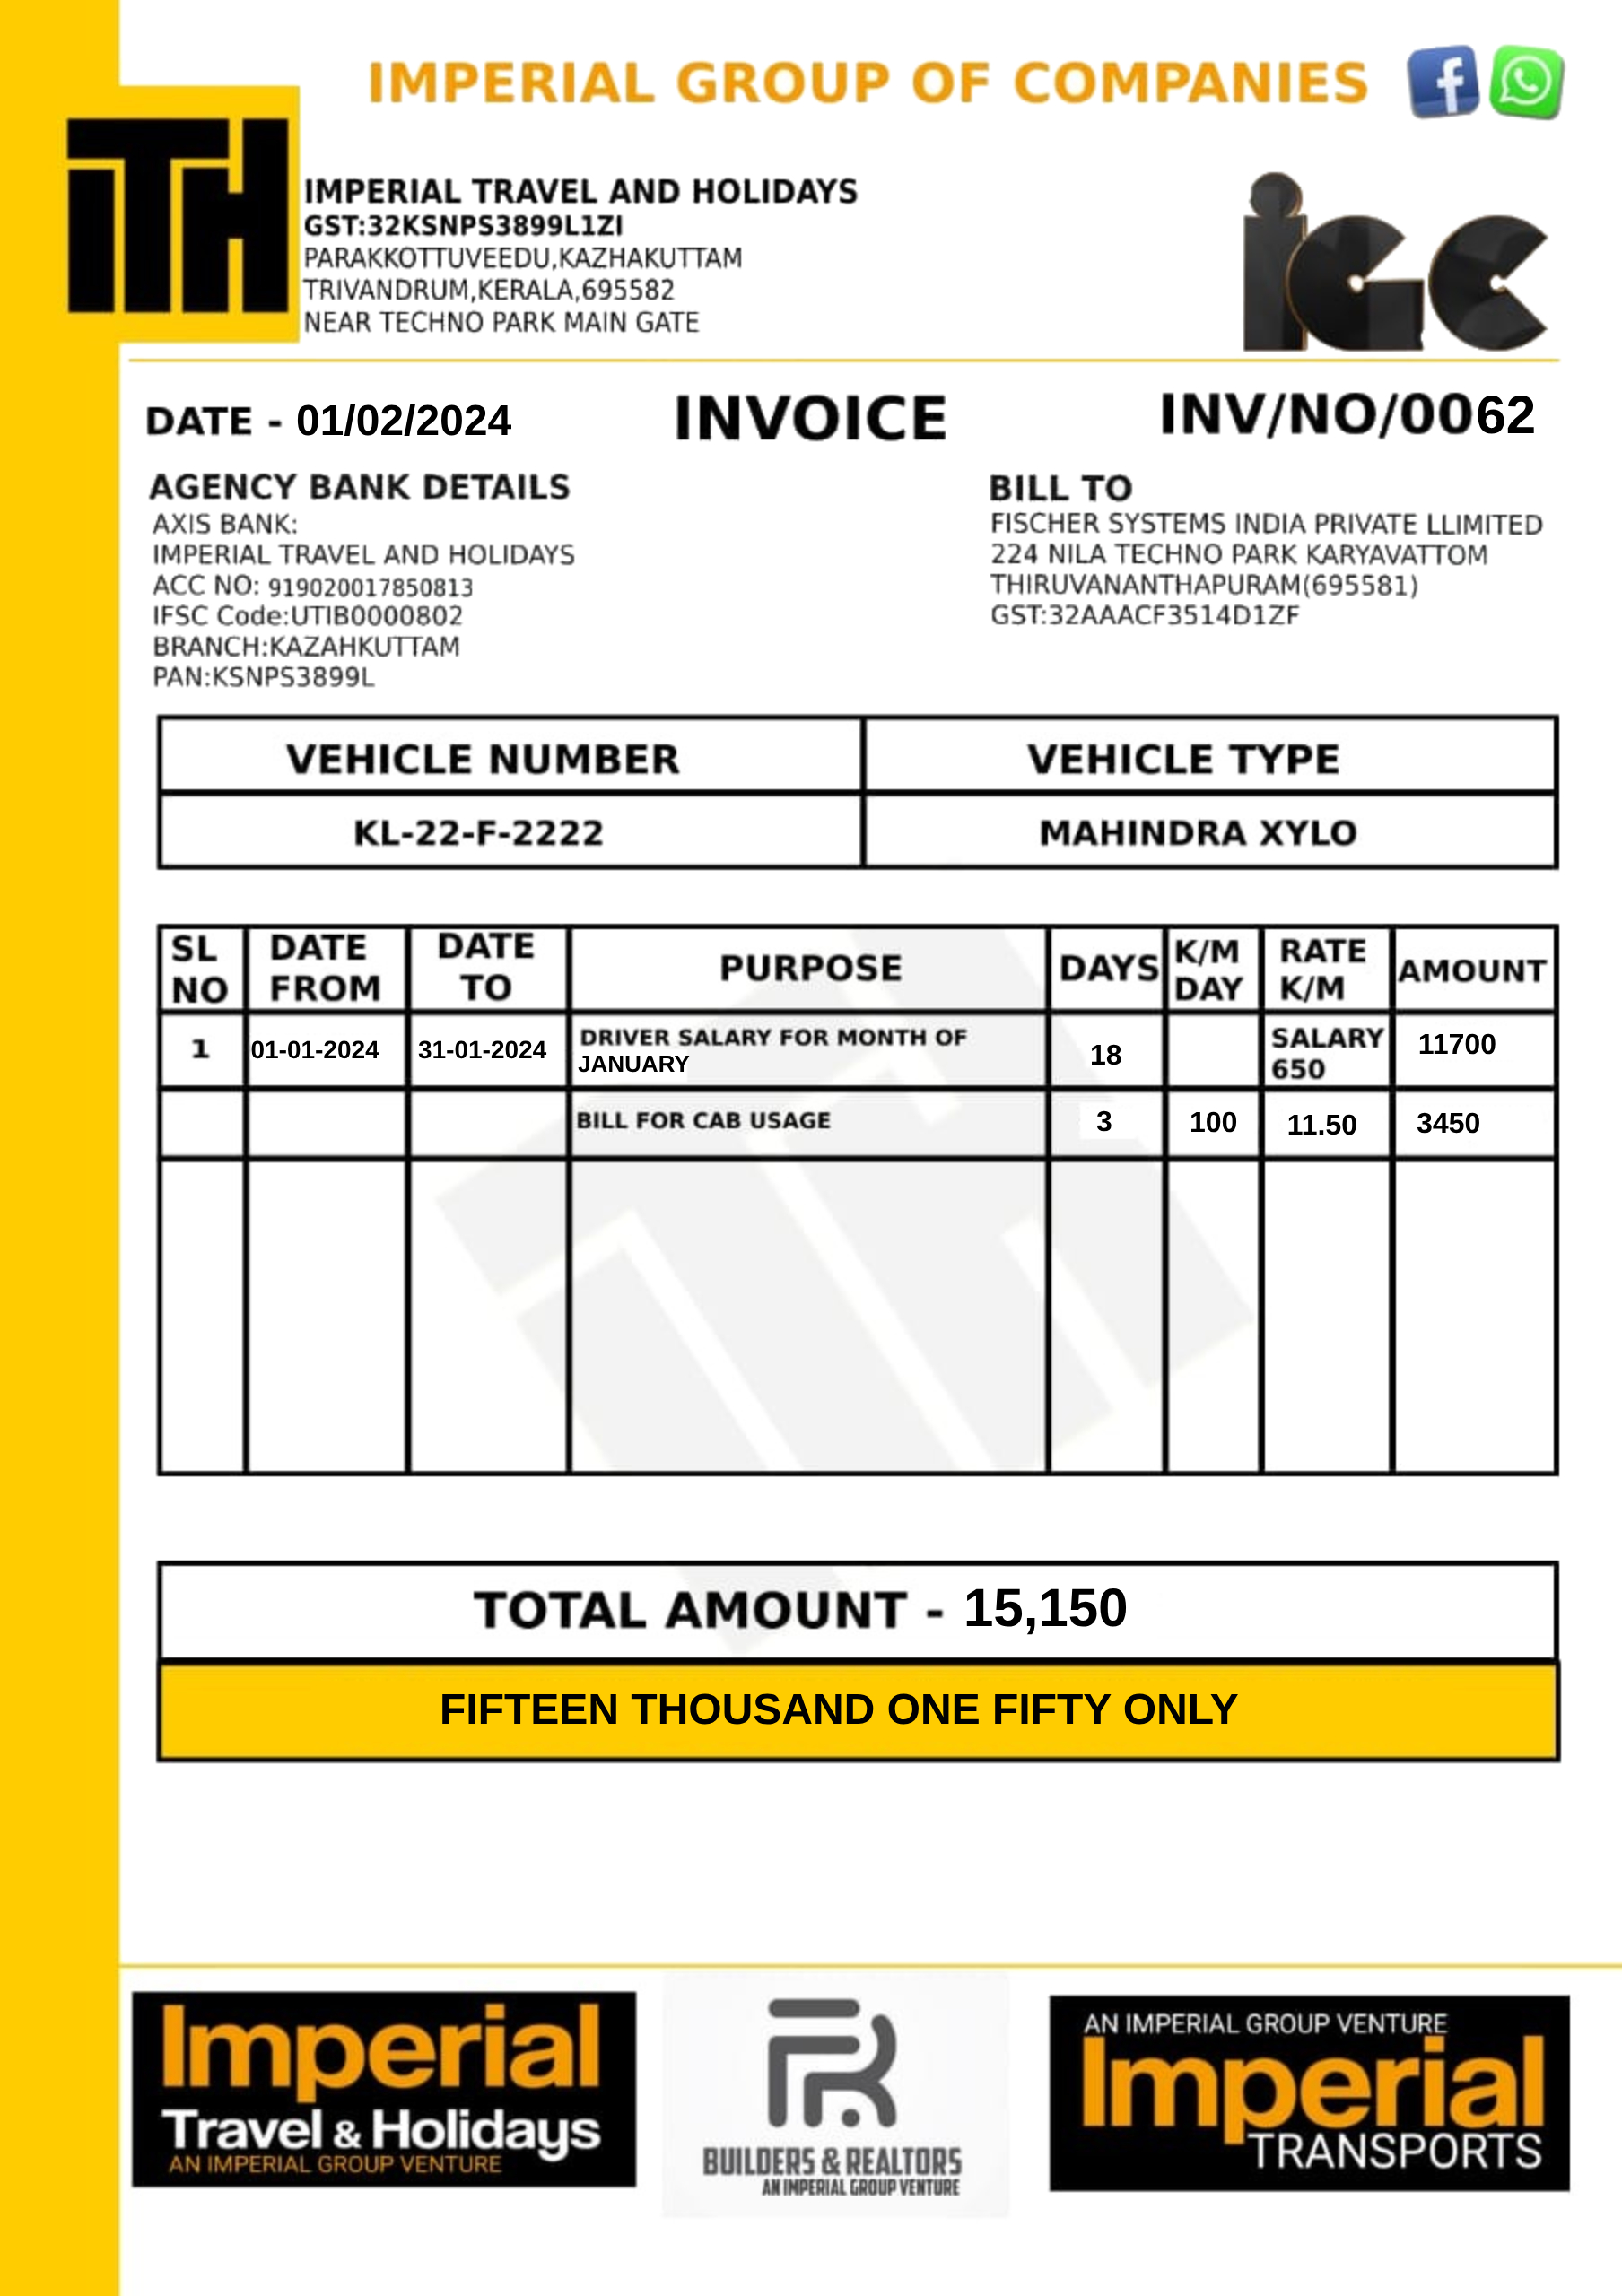 IMPERIAL GROUP OF COMPANIES
iTH
IMPERIAL TRAVEL AND HOLIDAYS
GST:32KSNPS3899L1ZI
PARAKKOTTUVEEDU,KAZHAKUTTAM
TRIVANDRUM,KERALA,695582
NEAR TECHNO PARK MAIN GATE
iGC
DATE - 01/02/2024
INVOICE
INV/NO/0062
AGENCY BANK DETAILS
AXIS BANK:
IMPERIAL TRAVEL AND HOLIDAYS
ACC NO: 919020017850813
IFSC Code:UTIB0000802
BRANCH:KAZAHKUTTAM
PAN:KSNPS3899L
BILL TO
FISCHER SYSTEMS INDIA PRIVATE LLIMITED
224 NILA TECHNO PARK KARYAVATTOM
THIRUVANANTHAPURAM(695581)
GST:32AAACF3514D1ZF
VEHICLE NUMBER VEHICLE TYPE
KL-22-F-2222 MAHINDRA XYLO
SL NO DATE FROM DATE TO PURPOSE DAYS K/M DAY RATE K/M AMOUNT
1 01-01-2024 31-01-2024 DRIVER SALARY FOR MONTH OF JANUARY 18 SALARY 650 11700
BILL FOR CAB USAGE 3 100 11.50 3450
TOTAL AMOUNT - 15,150
FIFTEEN THOUSAND ONE FIFTY ONLY
Imperial
Travel & Holidays
AN IMPERIAL GROUP VENTURE
BUILDERS & REALTORS
AN IMPERIAL GROUP VENTURE
AN IMPERIAL GROUP VENTURE
Imperial
TRANSPORTS